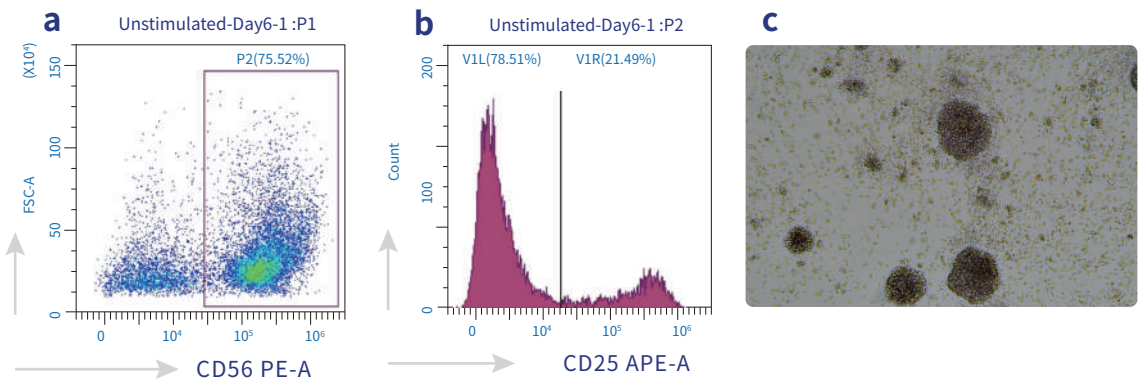 a
Unstimulated-Day6-1 :P1
(X10⁴)
150
100
50
0
FSC-A
P2(75.52%)
0
10⁴
10⁵
10⁶
CD56 PE-A
b
Unstimulated-Day6-1 :P2
200
100
0
Count
V1L(78.51%)
V1R(21.49%)
0
10⁴
10⁵
10⁶
CD25 APE-A
c